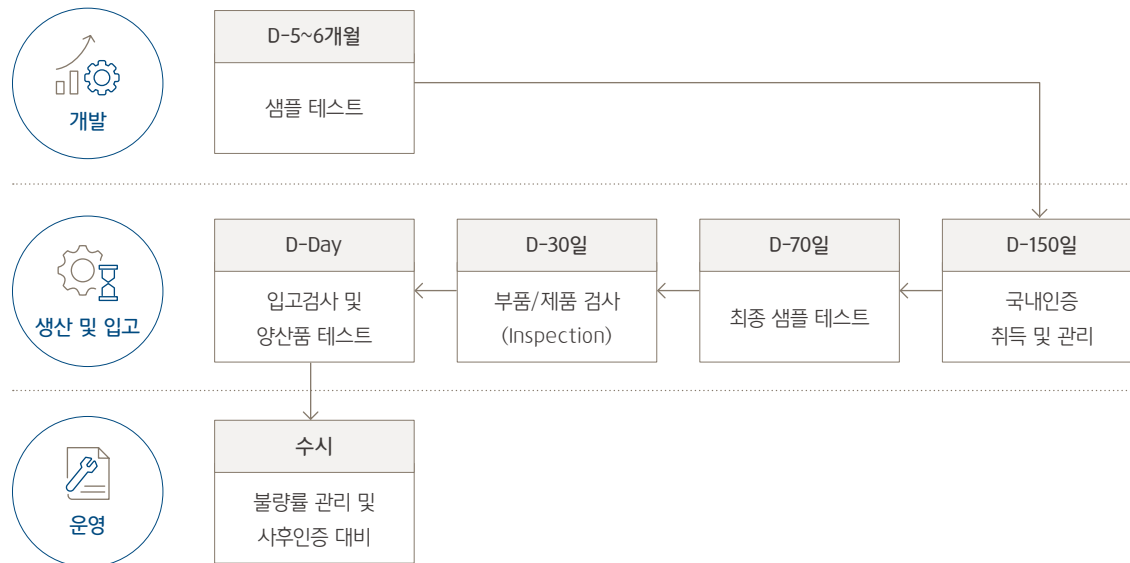 개발
D-5~6개월
샘플 테스트
생산 및 입고
D-Day
입고검사 및
양산품 테스트
D-30일
부품/제품 검사
(Inspection)
D-70일
최종 샘플 테스트
D-150일
국내인증
취득 및 관리
운영
수시
불량률 관리 및
사후인증 대비